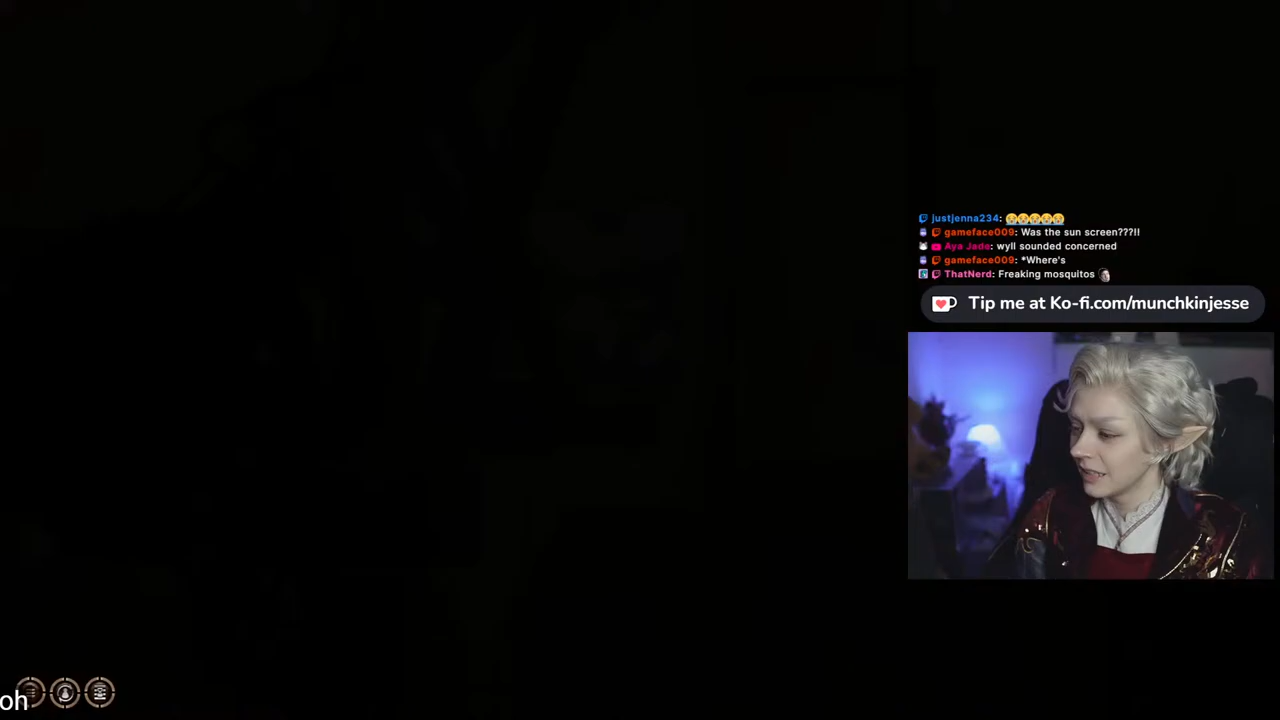 justjenna234: 😢😢😢😢😢
gameface009: Was the sun screen???!!
Aya Jade: wyll sounded concerned
gameface009: *Where's
ThatNerd: Freaking mosquitos
Tip me at Ko-fi.com/munchkinjesse
oh